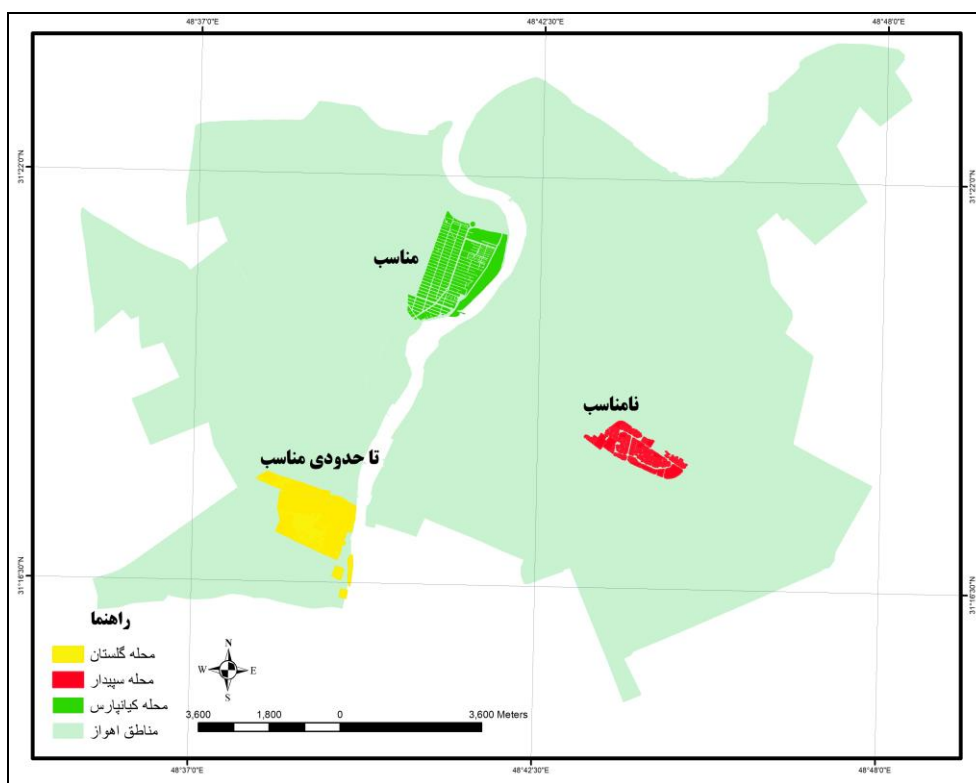 48°37'0"E 48°42'30"E 48°48'0"E
31°22'0"N 31°22'0"N
مناسب
نامناسب
تا حدودی مناسب
31°16'30"N 31°16'30"N
راهنما
محله گلستان
محله سپیدار
محله کیانپارس
مناطق اهواز
N
W E
S
3,600 1,800 0 3,600 Meters
48°37'0"E 48°42'30"E 48°48'0"E